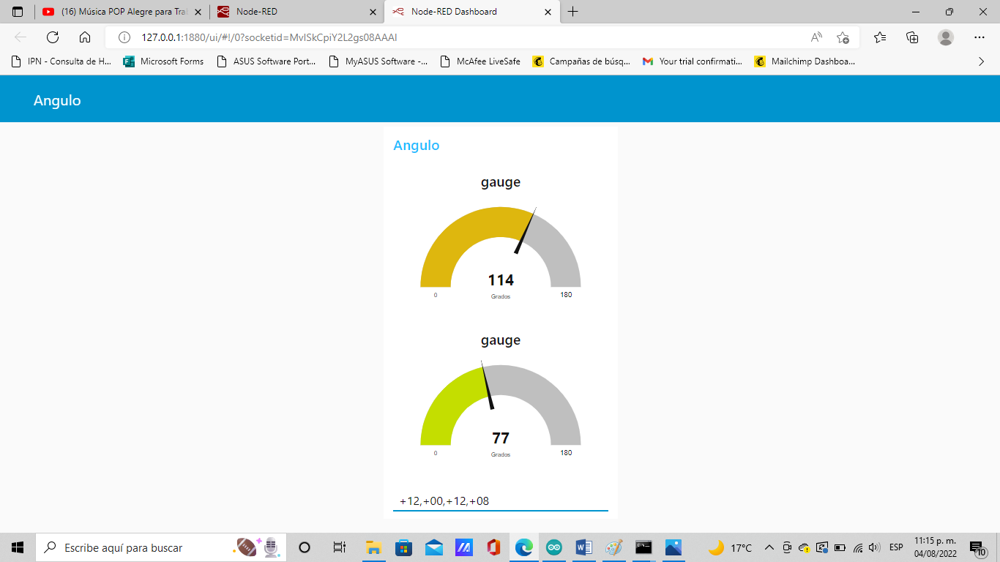 (16) Música POP Alegre para Tra
Node-RED
Node-RED Dashboard
127.0.0.1:1880/ui/#!/0?socketid=MvlSkCpiY2L2gs08AAAI
IPN - Consulta de H...
Microsoft Forms
ASUS Software Port...
MyASUS Software -...
McAfee LiveSafe
Campañas de búsq...
Your trial confirmati...
Mailchimp Dashboa...
Angulo
Angulo
gauge
114
Grados
0
180
gauge
77
Grados
0
180
+12,+00,+12,+08
Escribe aquí para buscar
17°C
ESP
11:15 p. m.
04/08/2022
10